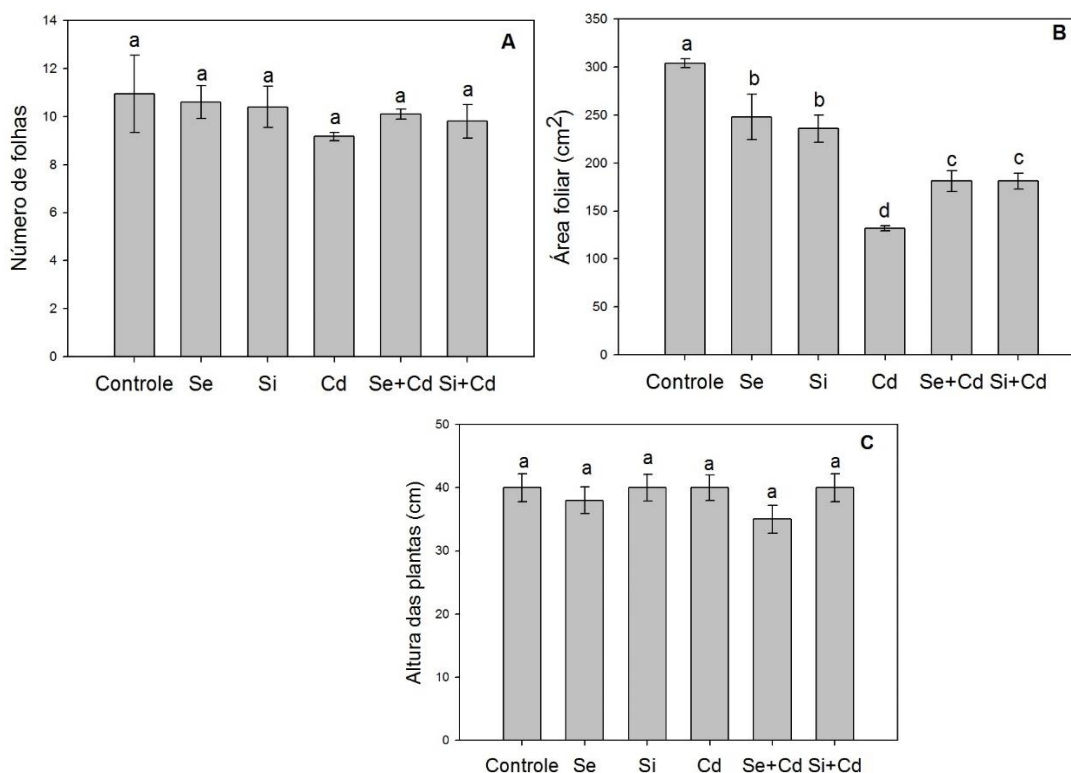 A
Número de folhas
14
12
10
8
6
4
2
0
a a a a a a
Controle Se Si Cd Se+Cd Si+Cd
B
Área foliar (cm2)
350
300
250
200
150
100
50
0
a b b d c c
Controle Se Si Cd Se+Cd Si+Cd
C
Altura das plantas (cm)
50
40
30
20
10
0
a a a a a a
Controle Se Si Cd Se+Cd Si+Cd